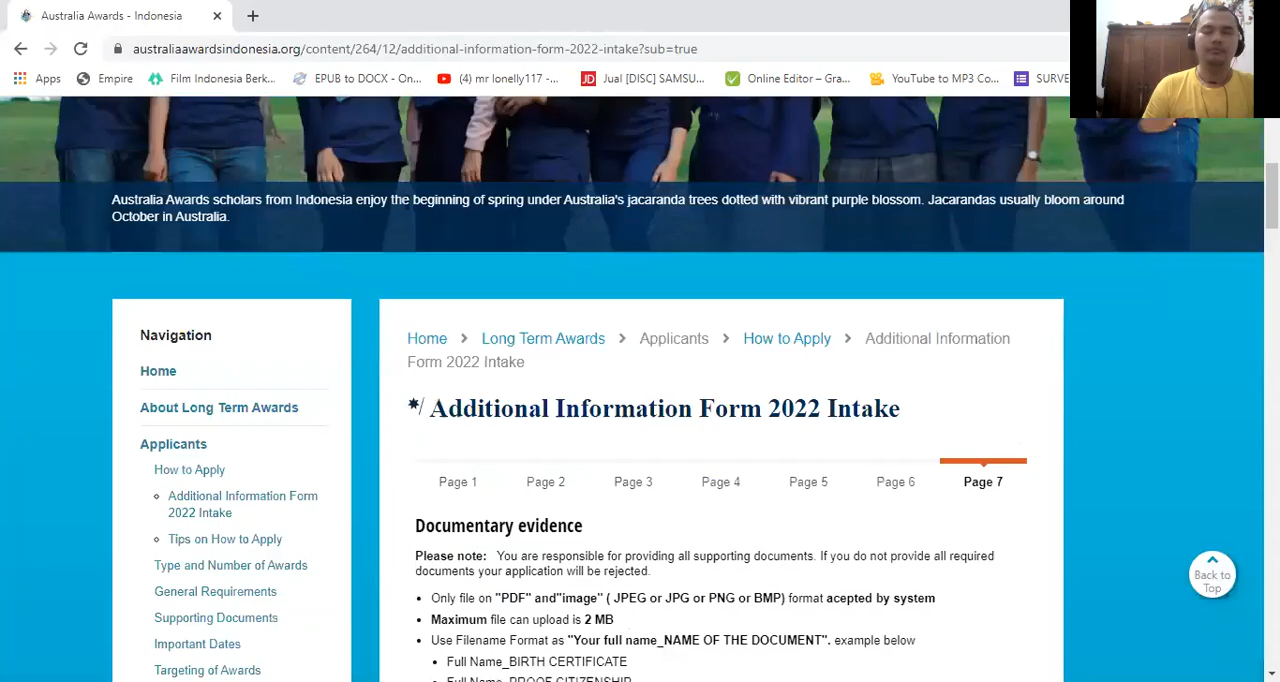 Australia Awards - Indonesia
australiaawardsindonesia.org/content/264/12/additional-information-form-2022-intake?sub=true
Apps
Empire
Film Indonesia Berk...
EPUB to DOCX - On...
(4) mr lonelly117 -...
JD
Jual [DISC] SAMSU...
Online Editor – Gra...
YouTube to MP3 Co...
SURVE
Australia Awards scholars from Indonesia enjoy the beginning of spring under Australia's jacaranda trees dotted with vibrant purple blossom. Jacarandas usually bloom around
October in Australia.
Navigation
Home
About Long Term Awards
Applicants
How to Apply
Additional Information Form
2022 Intake
Tips on How to Apply
Type and Number of Awards
General Requirements
Supporting Documents
Important Dates
Targeting of Awards
Home > Long Term Awards > Applicants > How to Apply > Additional Information
Form 2022 Intake
*/ Additional Information Form 2022 Intake
Page 1 Page 2 Page 3 Page 4 Page 5 Page 6 Page 7
Documentary evidence
Please note: You are responsible for providing all supporting documents. If you do not provide all required
documents your application will be rejected.
Only file on "PDF" and"image" ( JPEG or JPG or PNG or BMP) format acepted by system
Maximum file can upload is 2 MB
Use Filename Format as "Your full name_NAME OF THE DOCUMENT". example below
Full Name_BIRTH CERTIFICATE
Full Name_PROOF CITIZENSHIP
Back to
Top